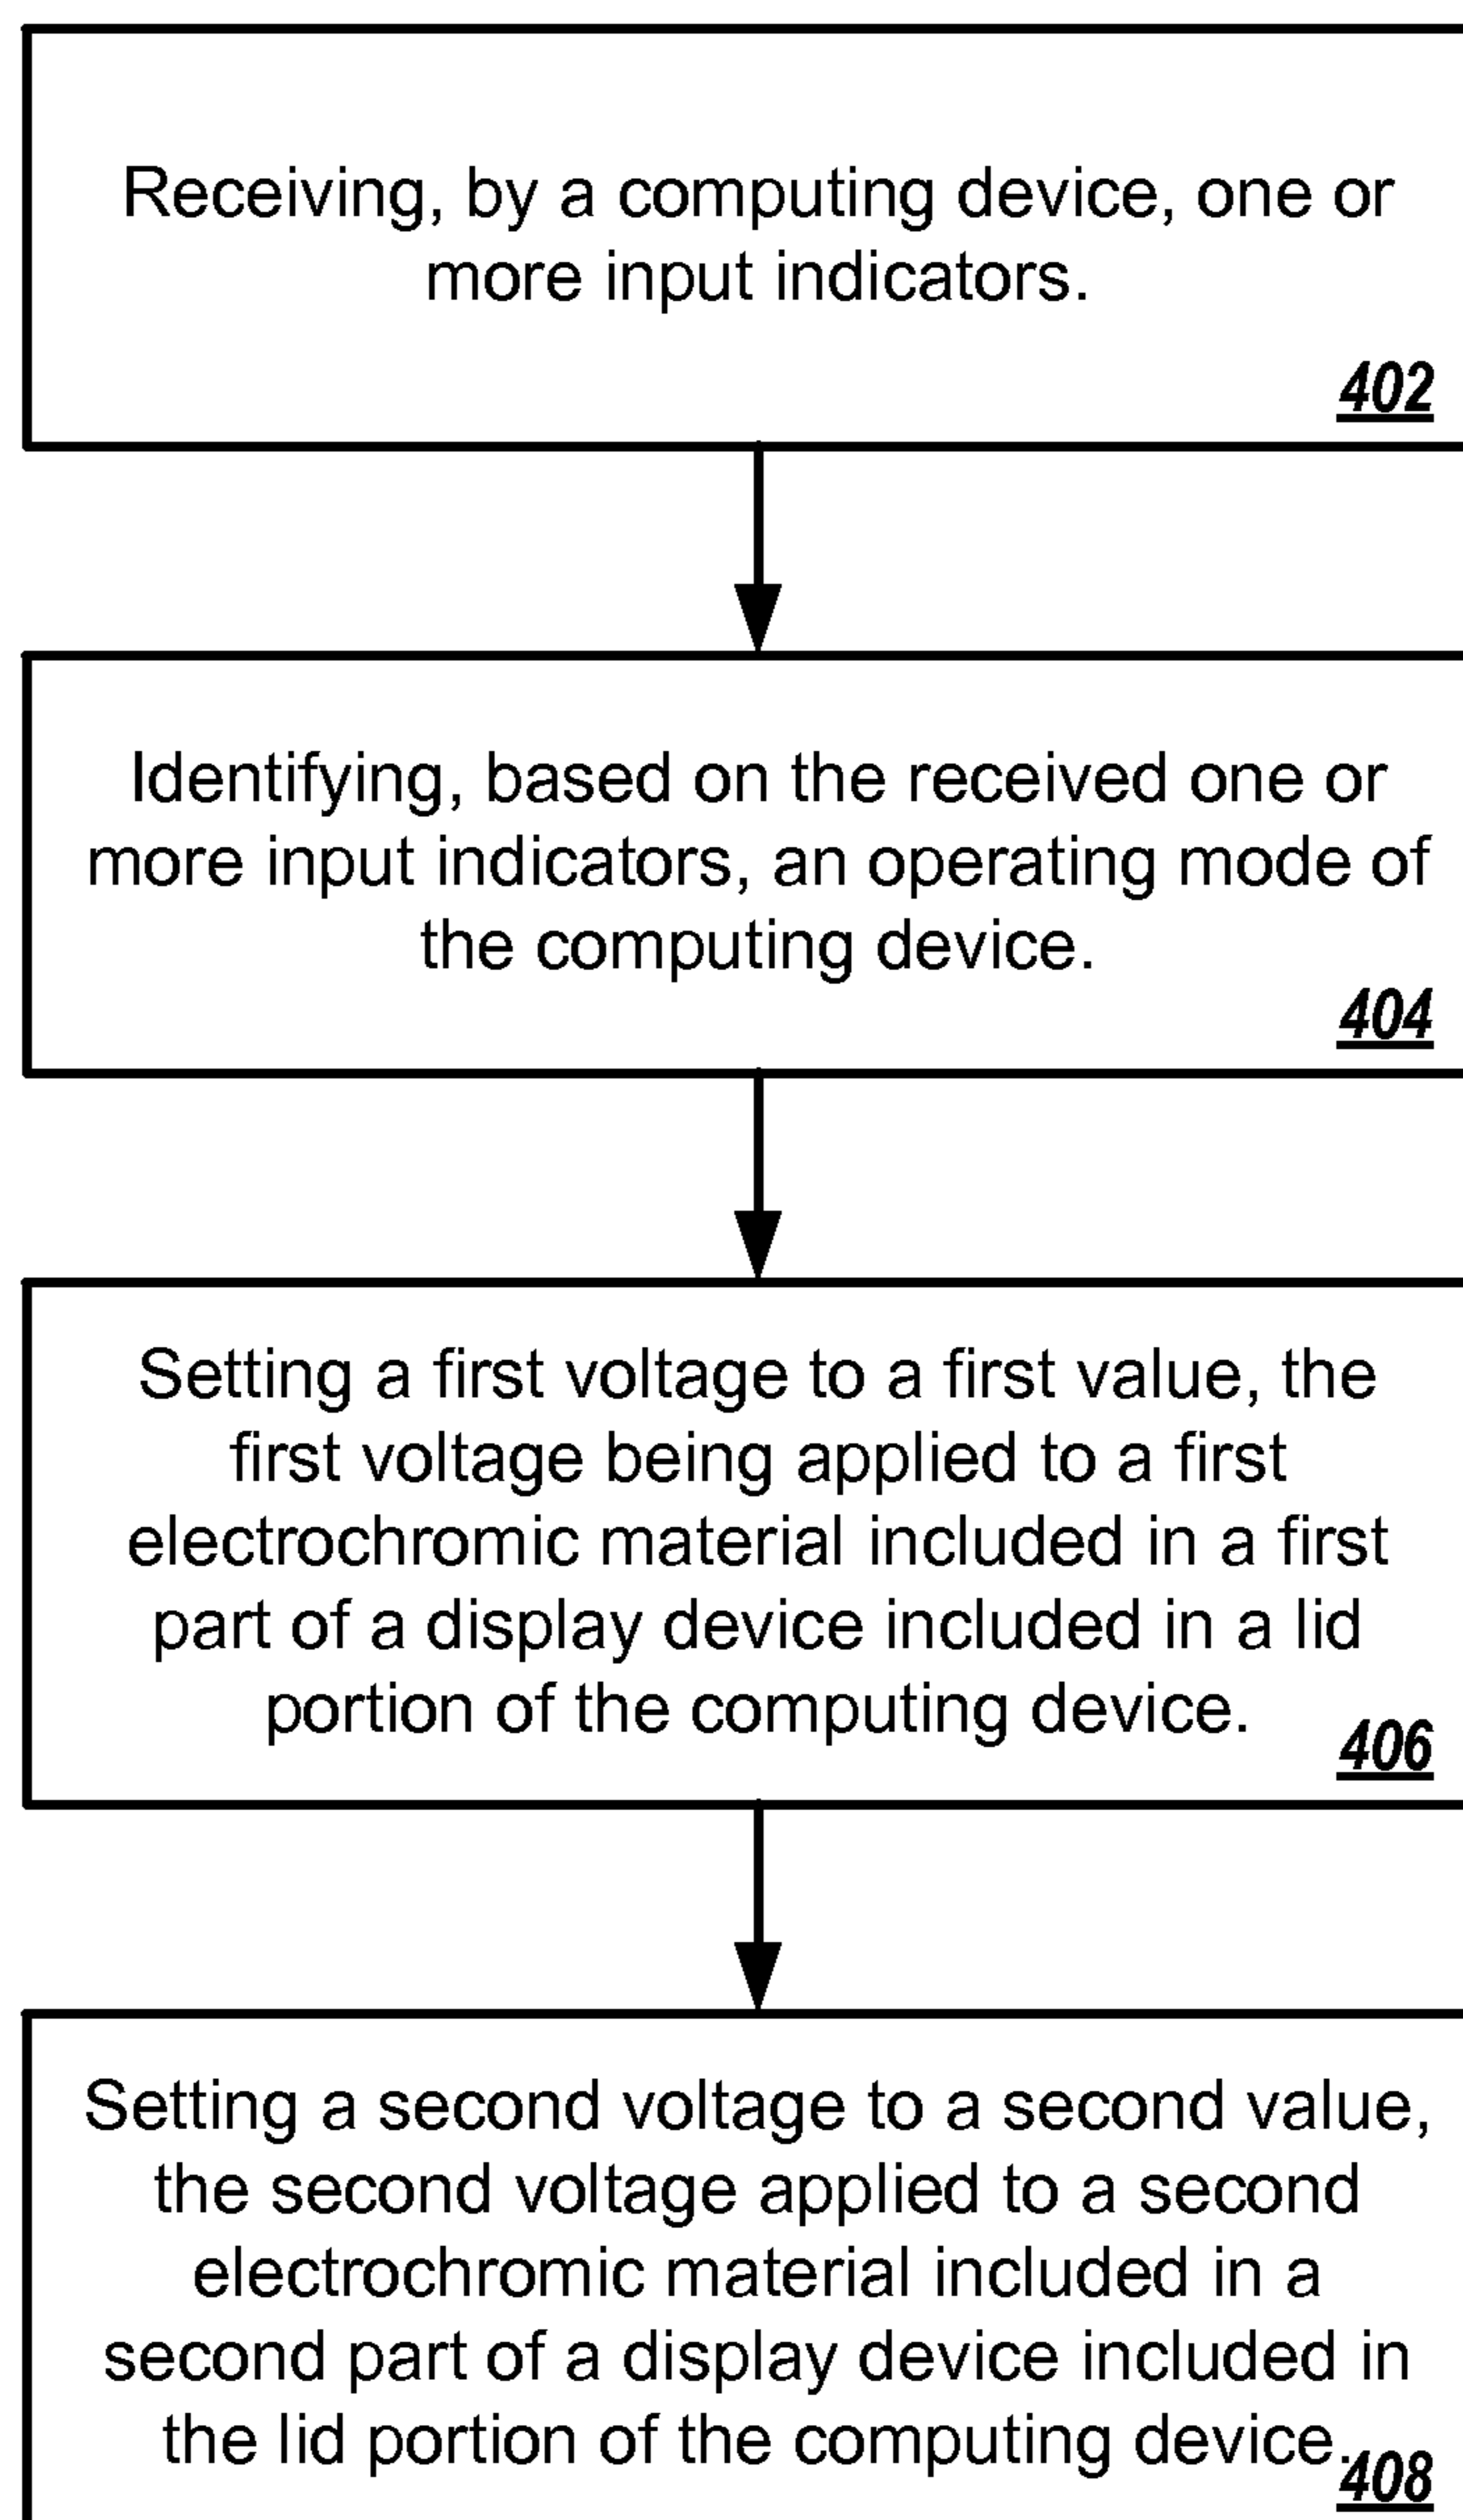 Receiving, by a computing device, one or
more input indicators.
402
Identifying, based on the received one or
more input indicators, an operating mode of
the computing device.
404
Setting a first voltage to a first value, the
first voltage being applied to a first
electrochromic material included in a first
part of a display device included in a lid
portion of the computing device.
406
Setting a second voltage to a second value,
the second voltage applied to a second
electrochromic material included in a
second part of a display device included in
the lid portion of the computing device.
408